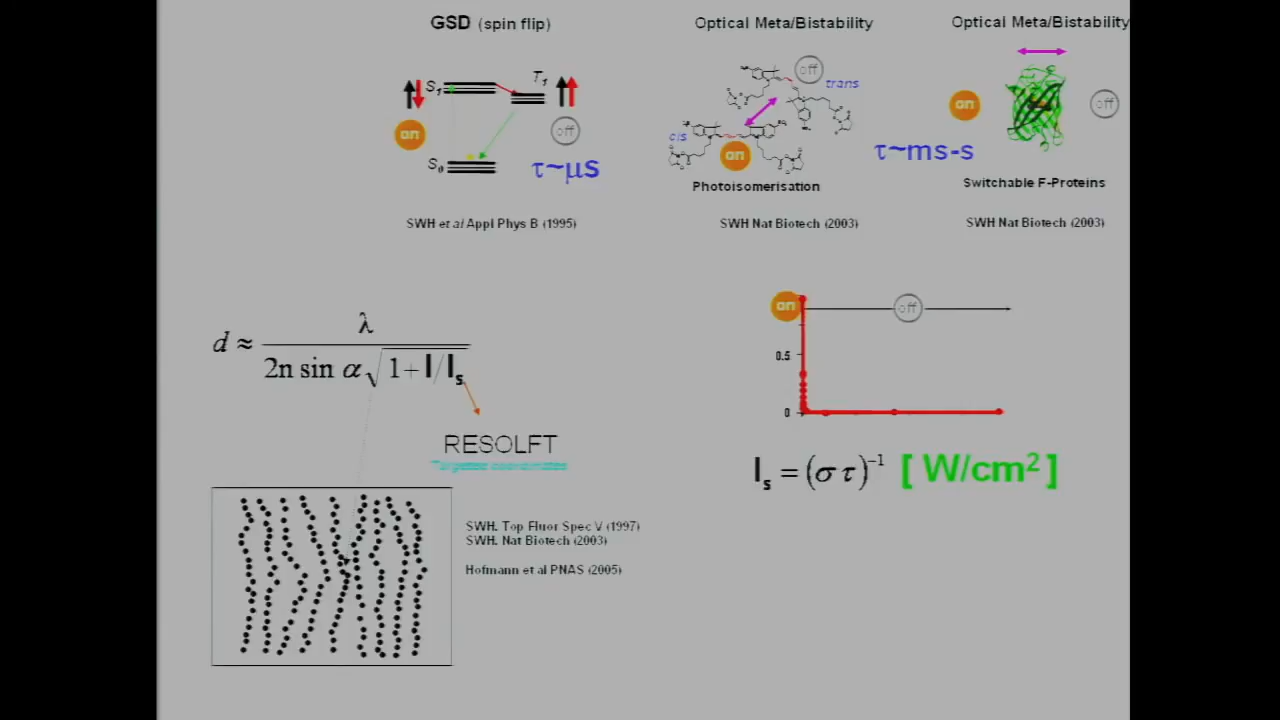 GSD (spin flip)
Optical Meta/Bistability
Optical Meta/Bistability
S1
T1
on
off
S0
τ~μs
off
trans
cis
on
Photoisomerisation
τ~ms-s
on
off
Switchable F-Proteins
SWH et al Appl Phys B (1995)
SWH Nat Biotech (2003)
SWH Nat Biotech (2003)
d ≈ λ / 2n sin α √ 1+ I/Is
on
off
0.5
0
RESOLFT
Targeted coordinates
Is = (σ τ)⁻¹ [ W/cm² ]
SWH. Top Fluor Spec V (1997)
SWH. Nat Biotech (2003)
Hofmann et al PNAS (2005)